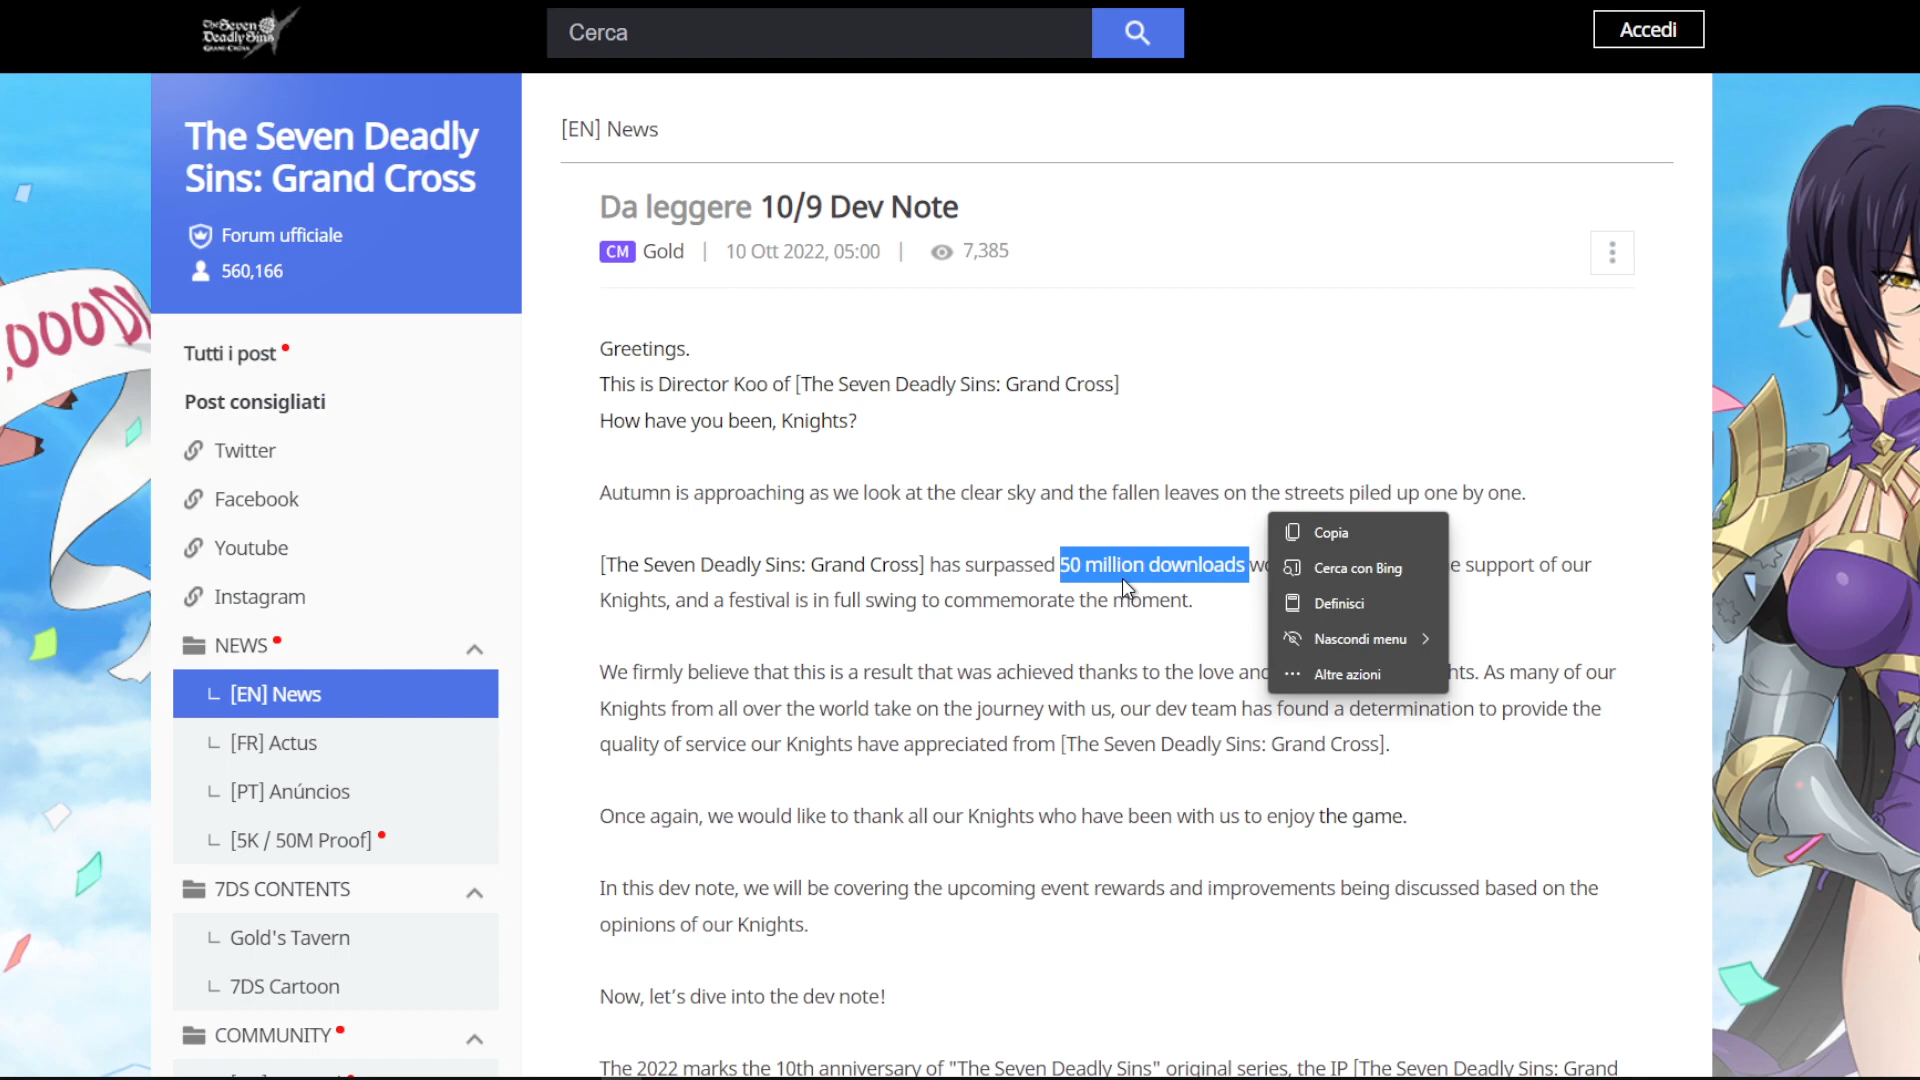 The Seven
Deadly Sins
GRAND CROSS
Cerca
Accedi
The Seven Deadly
Sins: Grand Cross
Forum ufficiale
560,166
Tutti i post
Post consigliati
Twitter
Facebook
Youtube
Instagram
NEWS
[EN] News
[FR] Actus
[PT] Anúncios
[5K / 50M Proof]
7DS CONTENTS
Gold's Tavern
7DS Cartoon
COMMUNITY
[EN] News
Da leggere 10/9 Dev Note
CM Gold | 10 Ott 2022, 05:00 | 7,385
Greetings.
This is Director Koo of [The Seven Deadly Sins: Grand Cross]
How have you been, Knights?
Autumn is approaching as we look at the clear sky and the fallen leaves on the streets piled up one by one.
[The Seven Deadly Sins: Grand Cross] has surpassed 50 million downloads wo e support of our
Knights, and a festival is in full swing to commemorate the moment.
We firmly believe that this is a result that was achieved thanks to the love and hts. As many of our
Knights from all over the world take on the journey with us, our dev team has found a determination to provide the
quality of service our Knights have appreciated from [The Seven Deadly Sins: Grand Cross].
Once again, we would like to thank all our Knights who have been with us to enjoy the game.
In this dev note, we will be covering the upcoming event rewards and improvements being discussed based on the
opinions of our Knights.
Now, let's dive into the dev note!
The 2022 marks the 10th anniversary of "The Seven Deadly Sins" original series, the IP [The Seven Deadly Sins: Grand
Copia
Cerca con Bing
Definisci
Nascondi menu
Altre azioni